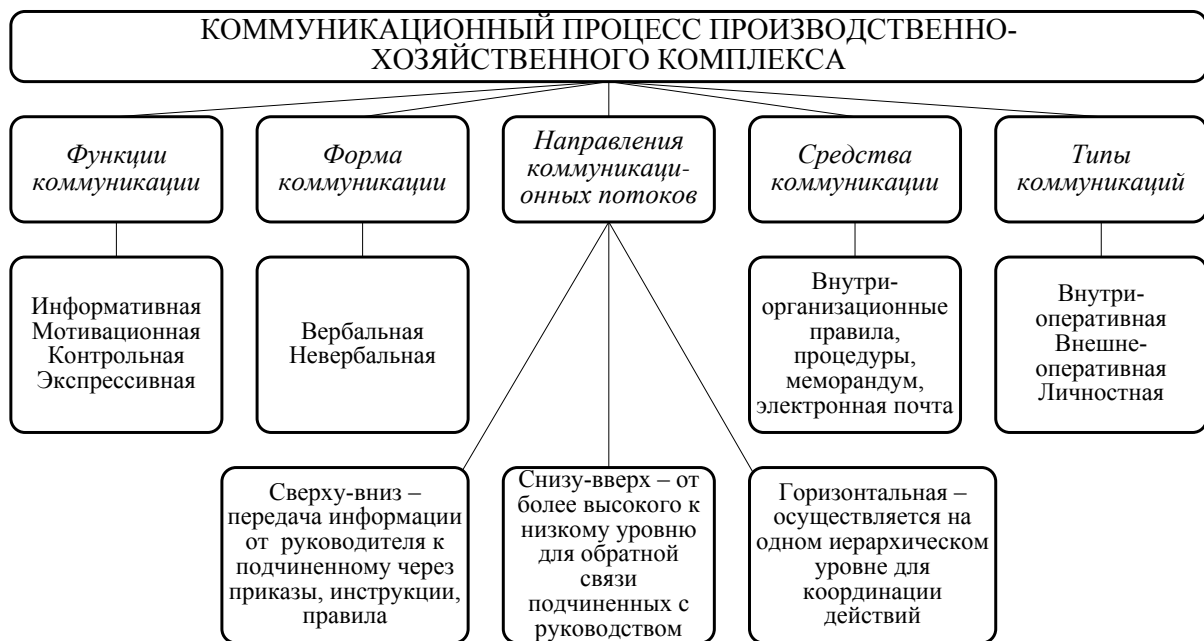 КОММУНИКАЦИОННЫЙ ПРОЦЕСС ПРОИЗВОДСТВЕННО-
ХОЗЯЙСТВЕННОГО КОМПЛЕКСА
Функции
коммуникации
Форма
коммуникации
Направления
коммуникаци-
онных потоков
Средства
коммуникации
Типы
коммуникаций
Информативная
Мотивационная
Контрольная
Экспрессивная
Вербальная
Невербальная
Внутри-
организационные
правила,
процедуры,
меморандум,
электронная почта
Внутри-
оперативная
Внешне-
оперативная
Личностная
Сверху-вниз –
передача информации
от руководителя к
подчиненному через
приказы, инструкции,
правила
Снизу-вверх – от
более высокого к
низкому уровню
для обратной
связи
подчиненных с
руководством
Горизонтальная –
осуществляется на
одном иерархическом
уровне для
координации
действий